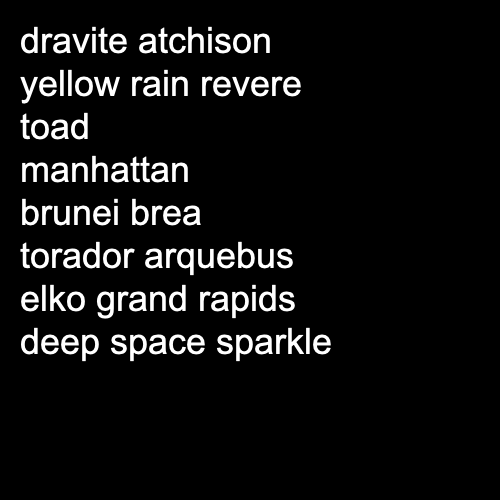 dravite atchison
yellow rain revere
toad
manhattan
brunei brea
torador arquebus
elko grand rapids
deep space sparkle